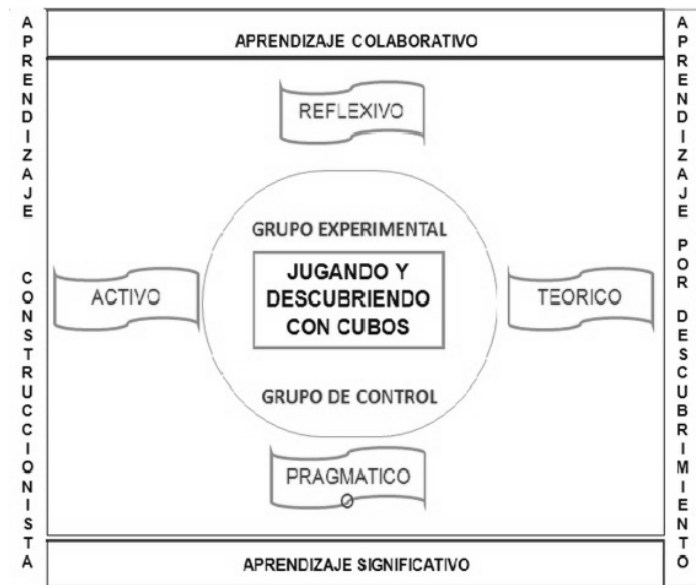 APRENDIZAJE COLABORATIVO
APRENDIZAJE CONSTRUCCIONISTA
REFLEXIVO
GRUPO EXPERIMENTAL
JUGANDO Y
DESCUBRIENDO
CON CUBOS
ACTIVO
TEORICO
GRUPO DE CONTROL
PRAGMATICO
APRENDIZAJE POR DESCUBRIMIENTO
APRENDIZAJE SIGNIFICATIVO